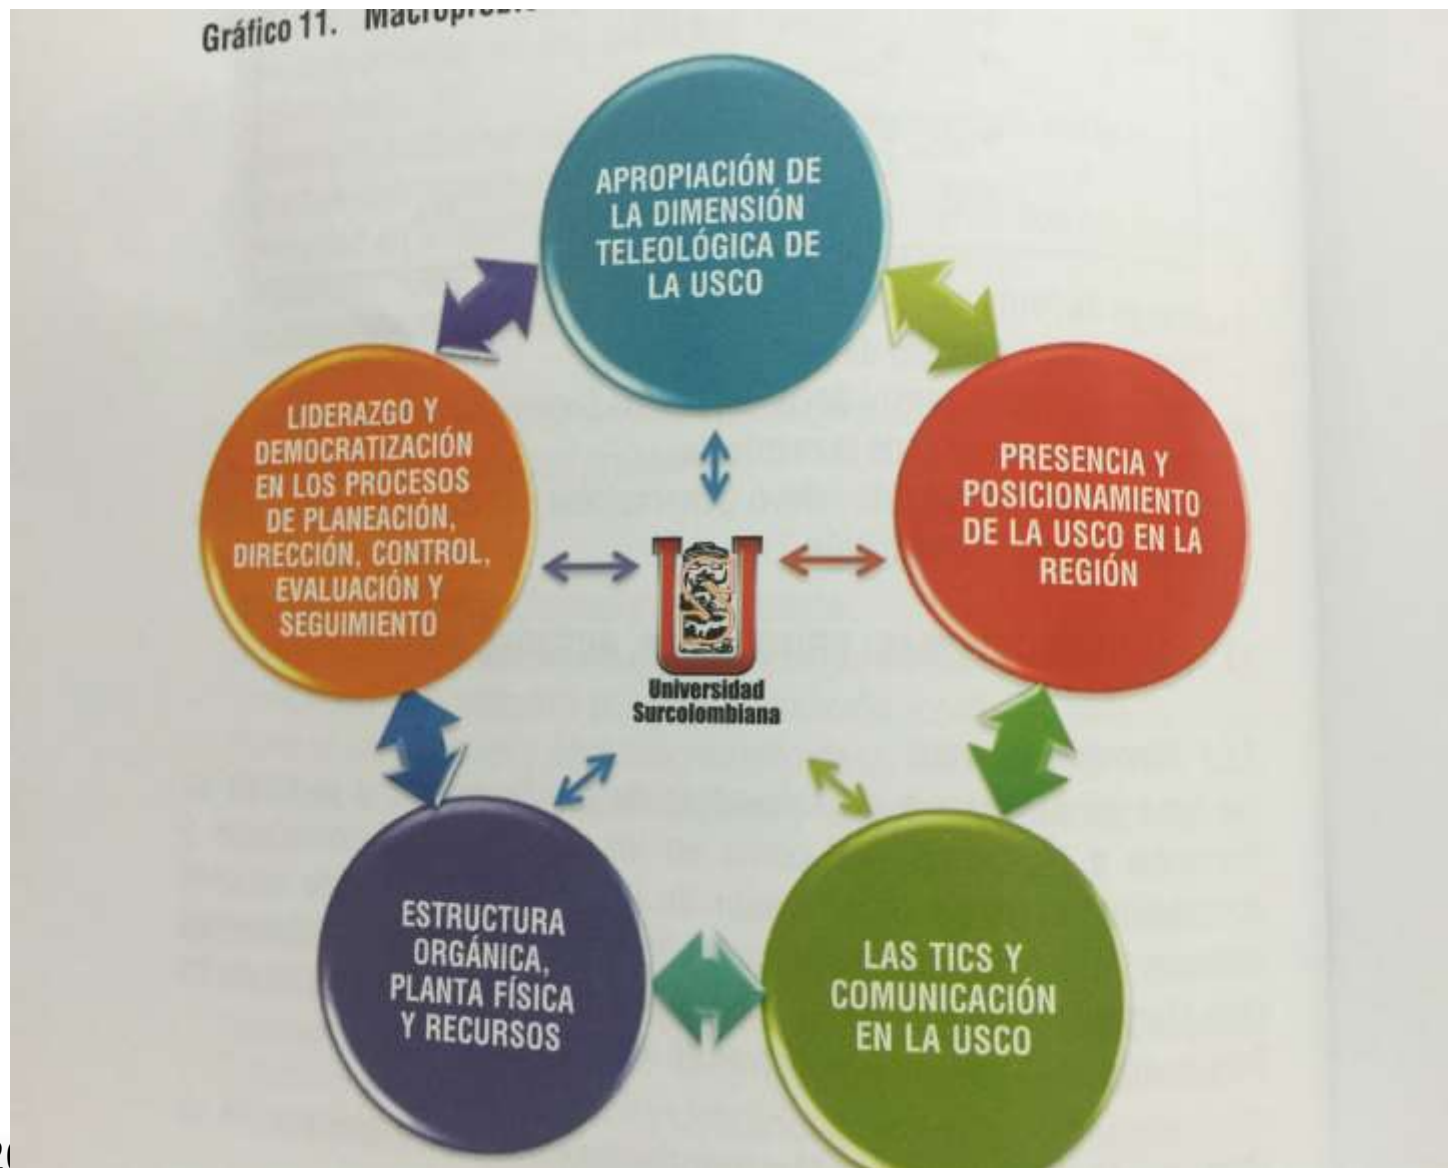 Gráfico 11.
APROPIACIÓN DE
LA DIMENSIÓN
TELEOLÓGICA DE
LA USCO
LIDERAZGO Y
DEMOCRATIZACIÓN
EN LOS PROCESOS
DE PLANEACIÓN,
DIRECCIÓN, CONTROL,
EVALUACIÓN Y
SEGUIMIENTO
PRESENCIA Y
POSICIONAMIENTO
DE LA USCO EN LA
REGIÓN
Universidad
Surcolombiana
ESTRUCTURA
ORGÁNICA,
PLANTA FÍSICA
Y RECURSOS
LAS TICS Y
COMUNICACIÓN
EN LA USCO